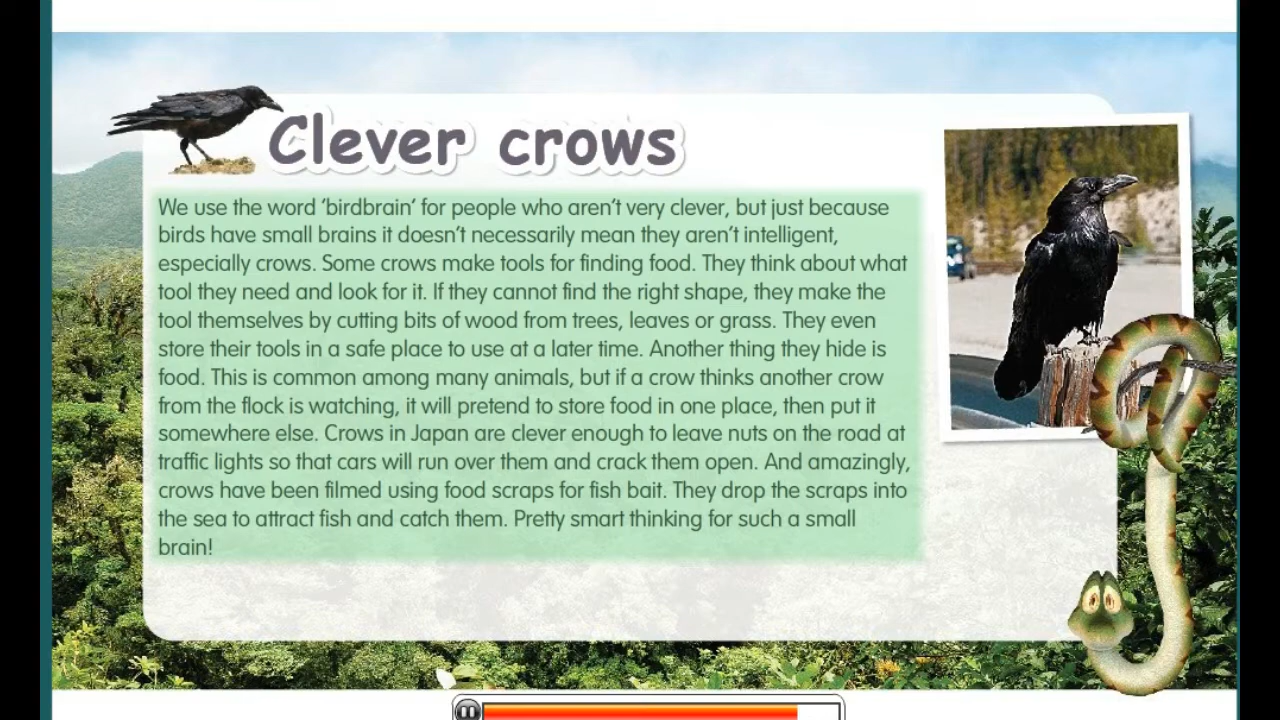 Clever crows
We use the word ‘birdbrain’ for people who aren’t very clever, but just because
birds have small brains it doesn’t necessarily mean they aren’t intelligent,
especially crows. Some crows make tools for finding food. They think about what
tool they need and look for it. If they cannot find the right shape, they make the
tool themselves by cutting bits of wood from trees, leaves or grass. They even
store their tools in a safe place to use at a later time. Another thing they hide is
food. This is common among many animals, but if a crow thinks another crow
from the flock is watching, it will pretend to store food in one place, then put it
somewhere else. Crows in Japan are clever enough to leave nuts on the road at
traffic lights so that cars will run over them and crack them open. And amazingly,
crows have been filmed using food scraps for fish bait. They drop the scraps into
the sea to attract fish and catch them. Pretty smart thinking for such a small
brain!